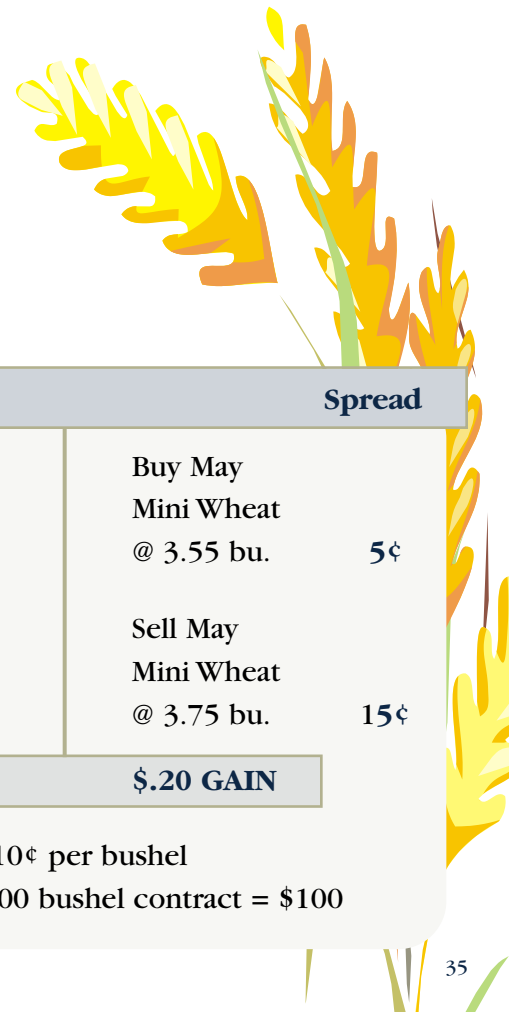 Spread
Buy May
Mini Wheat
@ 3.55 bu. 5¢
Sell May
Mini Wheat
@ 3.75 bu. 15¢
$.20 GAIN
10¢ per bushel
00 bushel contract = $100
35